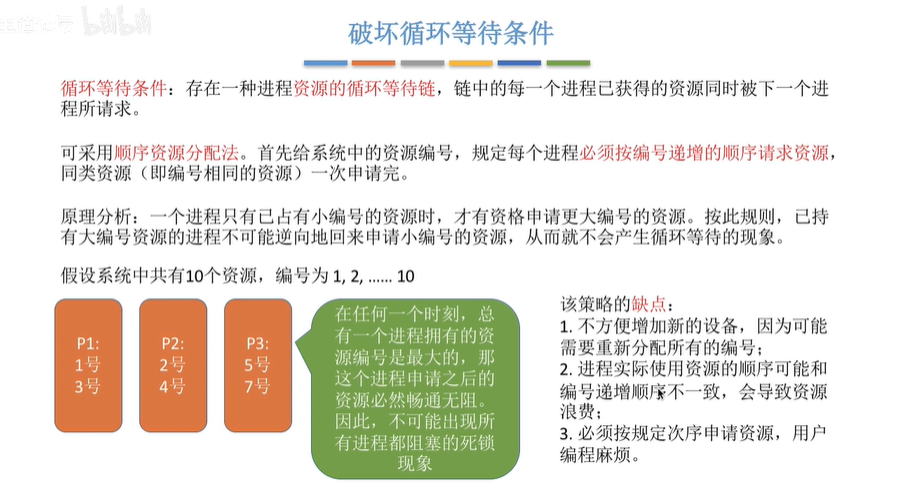 破坏循环等待条件
循环等待条件：存在一种进程资源的循环等待链，链中的每一个进程已获得的资源同时被下一个进
程所请求。
可采用顺序资源分配法。首先给系统中的资源编号，规定每个进程必须按编号递增的顺序请求资源，
同类资源（即编号相同的资源）一次申请完。
原理分析：一个进程只有已占有小编号的资源时，才有资格申请更大编号的资源。按此规则，已持
有大编号资源的进程不可能逆向地回来申请小编号的资源，从而就不会产生循环等待的现象。
假设系统中共有10个资源，编号为 1, 2, …… 10
P1:
1号
3号
P2:
2号
4号
P3:
5号
7号
在任何一个时刻，总
有一个进程拥有的资
源编号是最大的，那
这个进程申请之后的
资源必然畅通无阻。
因此，不可能出现所
有进程都阻塞的死锁
现象
该策略的缺点：
1. 不方便增加新的设备，因为可能
需要重新分配所有的编号；
2. 进程实际使用资源的顺序可能和
编号递增顺序不一致，会导致资源
浪费；
3. 必须按规定次序申请资源，用户
编程麻烦。
bilibili